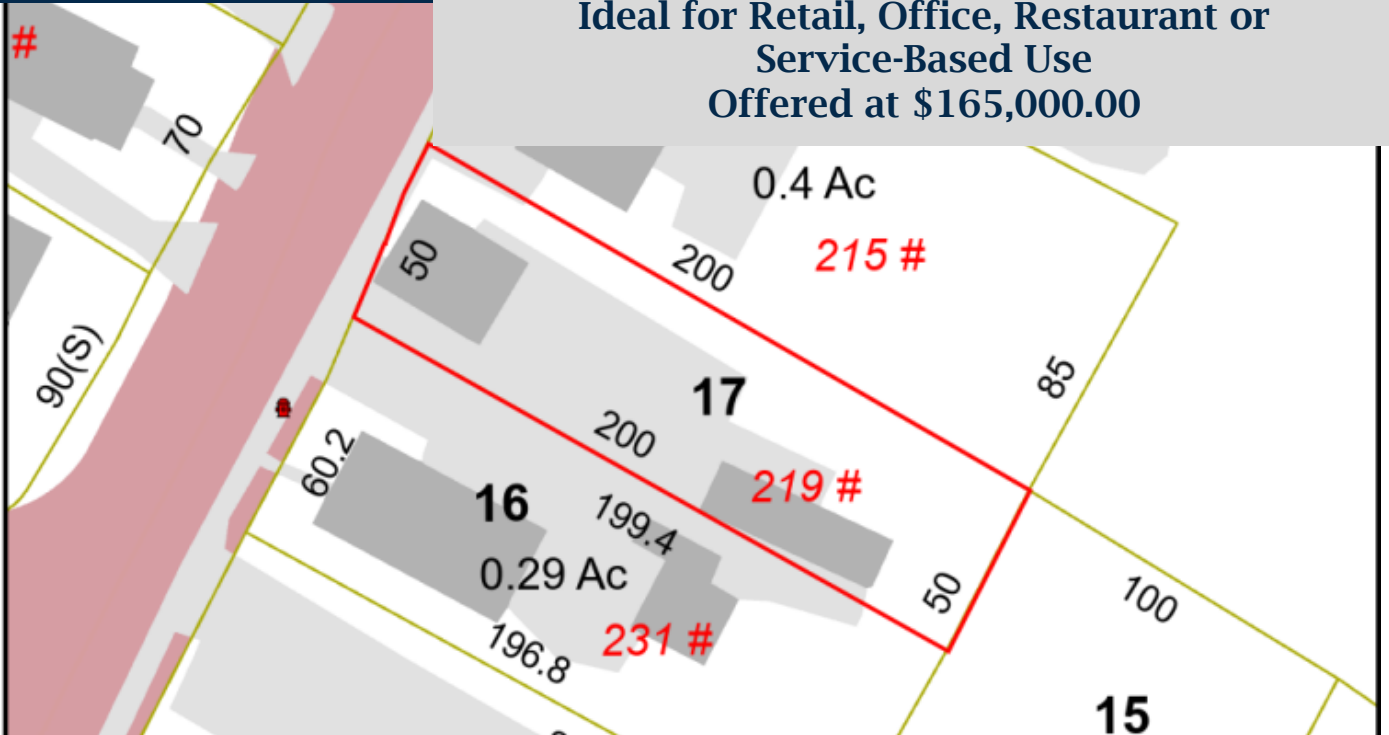 Ideal for Retail, Office, Restaurant or
Service-Based Use
Offered at $165,000.00
#
70
0.4 Ac
50
200
215 #
90(S)
85
17
200
60.2
219 #
16
199.4
0.29 Ac
50
100
231 #
196.8
15